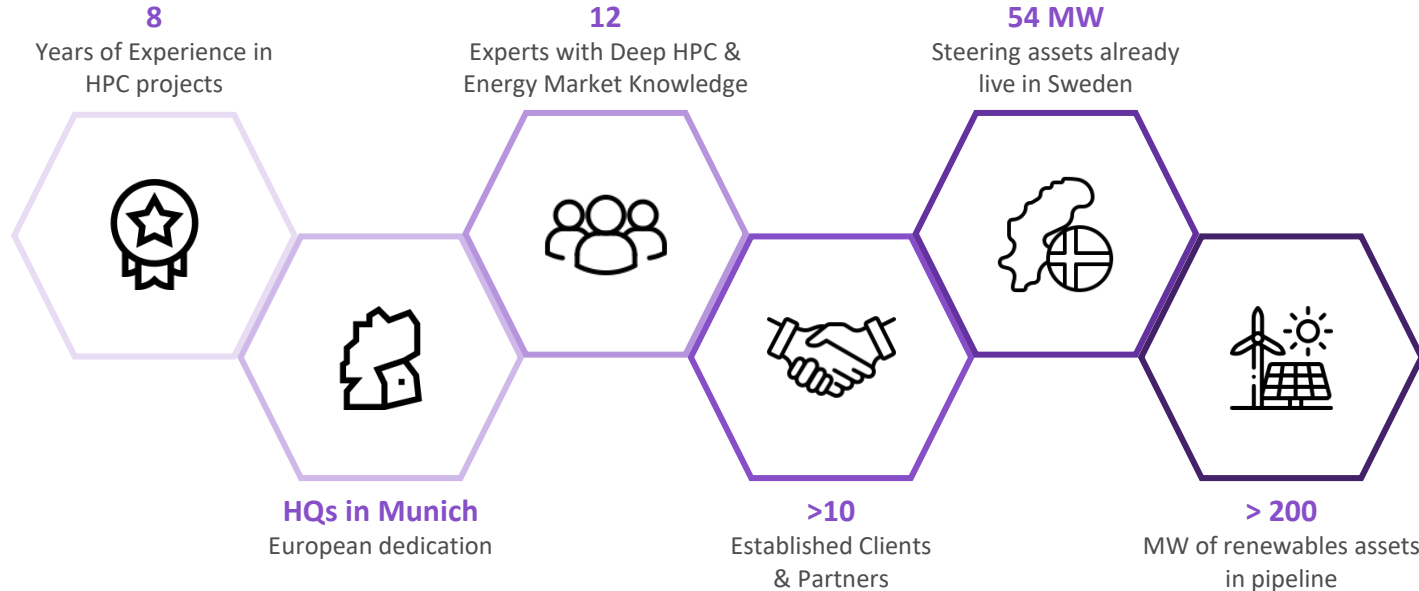 8
Years of Experience in
HPC projects
12
Experts with Deep HPC &
Energy Market Knowledge
54 MW
Steering assets already
live in Sweden
HQs in Munich
European dedication
>10
Established Clients
& Partners
> 200
MW of renewables assets
in pipeline